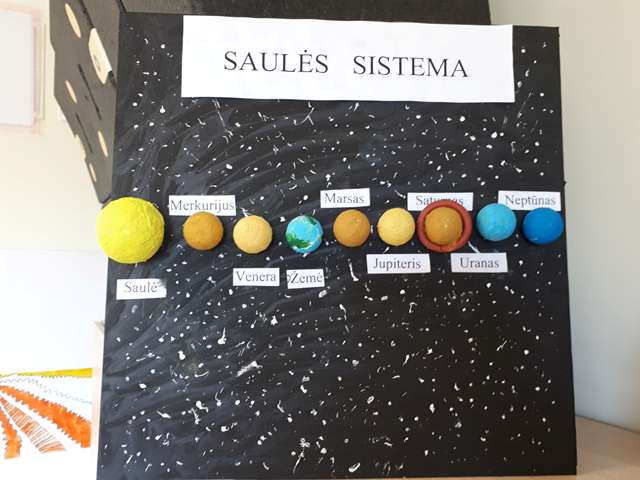 SAULĖS SISTEMA
Merkurijus
Marsas
Saturnas
Neptūnas
Saulė
Venera
Žemė
Jupiteris
Uranas